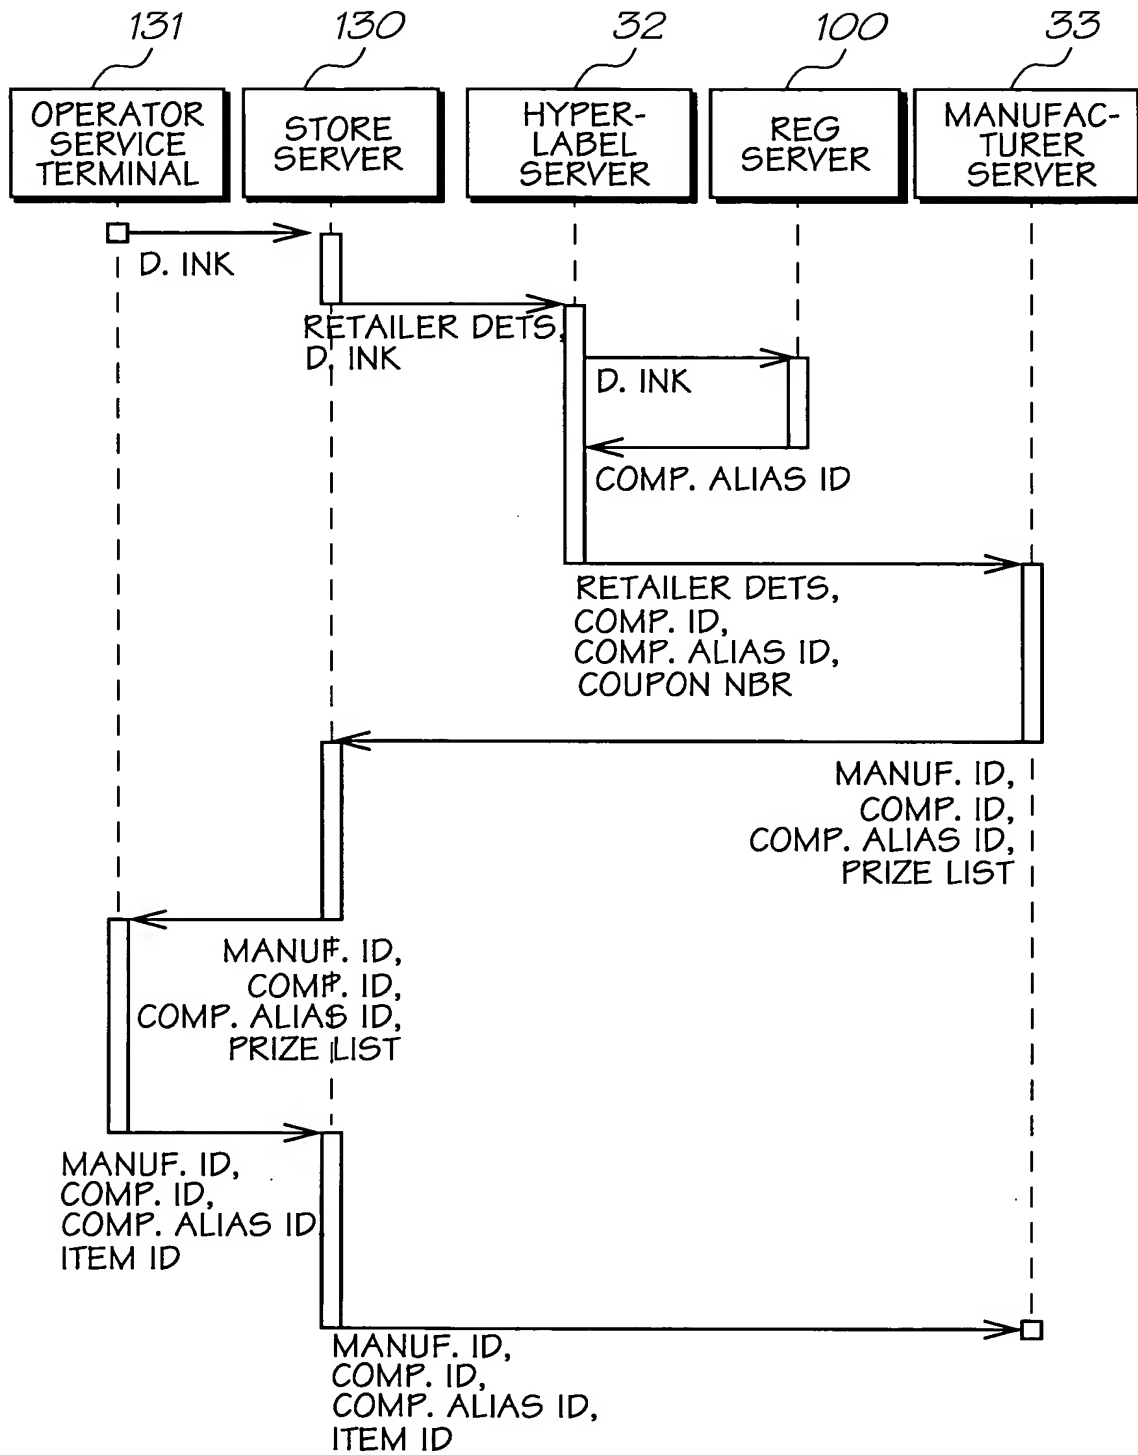 131
130
32
100
33
OPERATOR
SERVICE
TERMINAL
STORE
SERVER
HYPER-
LABEL
SERVER
REG
SERVER
MANUFAC-
TURER
SERVER
D. INK
RETAILER DETS,
D. INK
D. INK
COMP. ALIAS ID
RETAILER DETS,
COMP. ID,
COMP. ALIAS ID,
COUPON NBR
MANUF. ID,
COMP. ID,
COMP. ALIAS ID,
PRIZE LIST
MANUF. ID,
COMP. ID,
COMP. ALIAS ID,
PRIZE LIST
MANUF. ID,
COMP. ID,
COMP. ALIAS ID
ITEM ID
MANUF. ID,
COMP. ID,
COMP. ALIAS ID,
ITEM ID